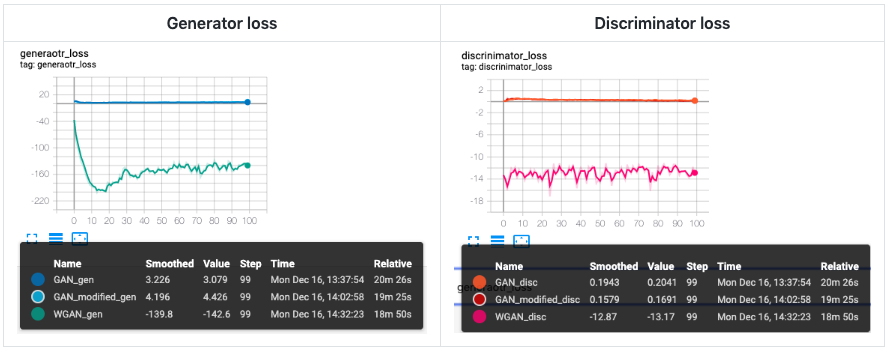 Generator loss
Discriminator loss
generaotr_loss
tag: generaotr_loss
20
-40
-100
-160
-220
0 10 20 30 40 50 60 70 80 90 100
Name Smoothed Value Step Time Relative
GAN_gen 3.226 3.079 99 Mon Dec 16, 13:37:54 20m 26s
GAN_modified_gen 4.196 4.426 99 Mon Dec 16, 14:02:58 19m 25s
WGAN_gen -139.8 -142.6 99 Mon Dec 16, 14:32:23 18m 50s
discrinimator_loss
tag: discrinimator_loss
2
-2
-6
-10
-14
-18
0 10 20 30 40 50 60 70 80 90 100
Name Smoothed Value Step Time Relative
GAN_disc 0.1943 0.2041 99 Mon Dec 16, 13:37:54 20m 26s
generaotr_loss
GAN_modified_disc 0.1579 0.1691 99 Mon Dec 16, 14:02:58 19m 25s
WGAN_disc -12.87 -13.17 99 Mon Dec 16, 14:32:23 18m 50s